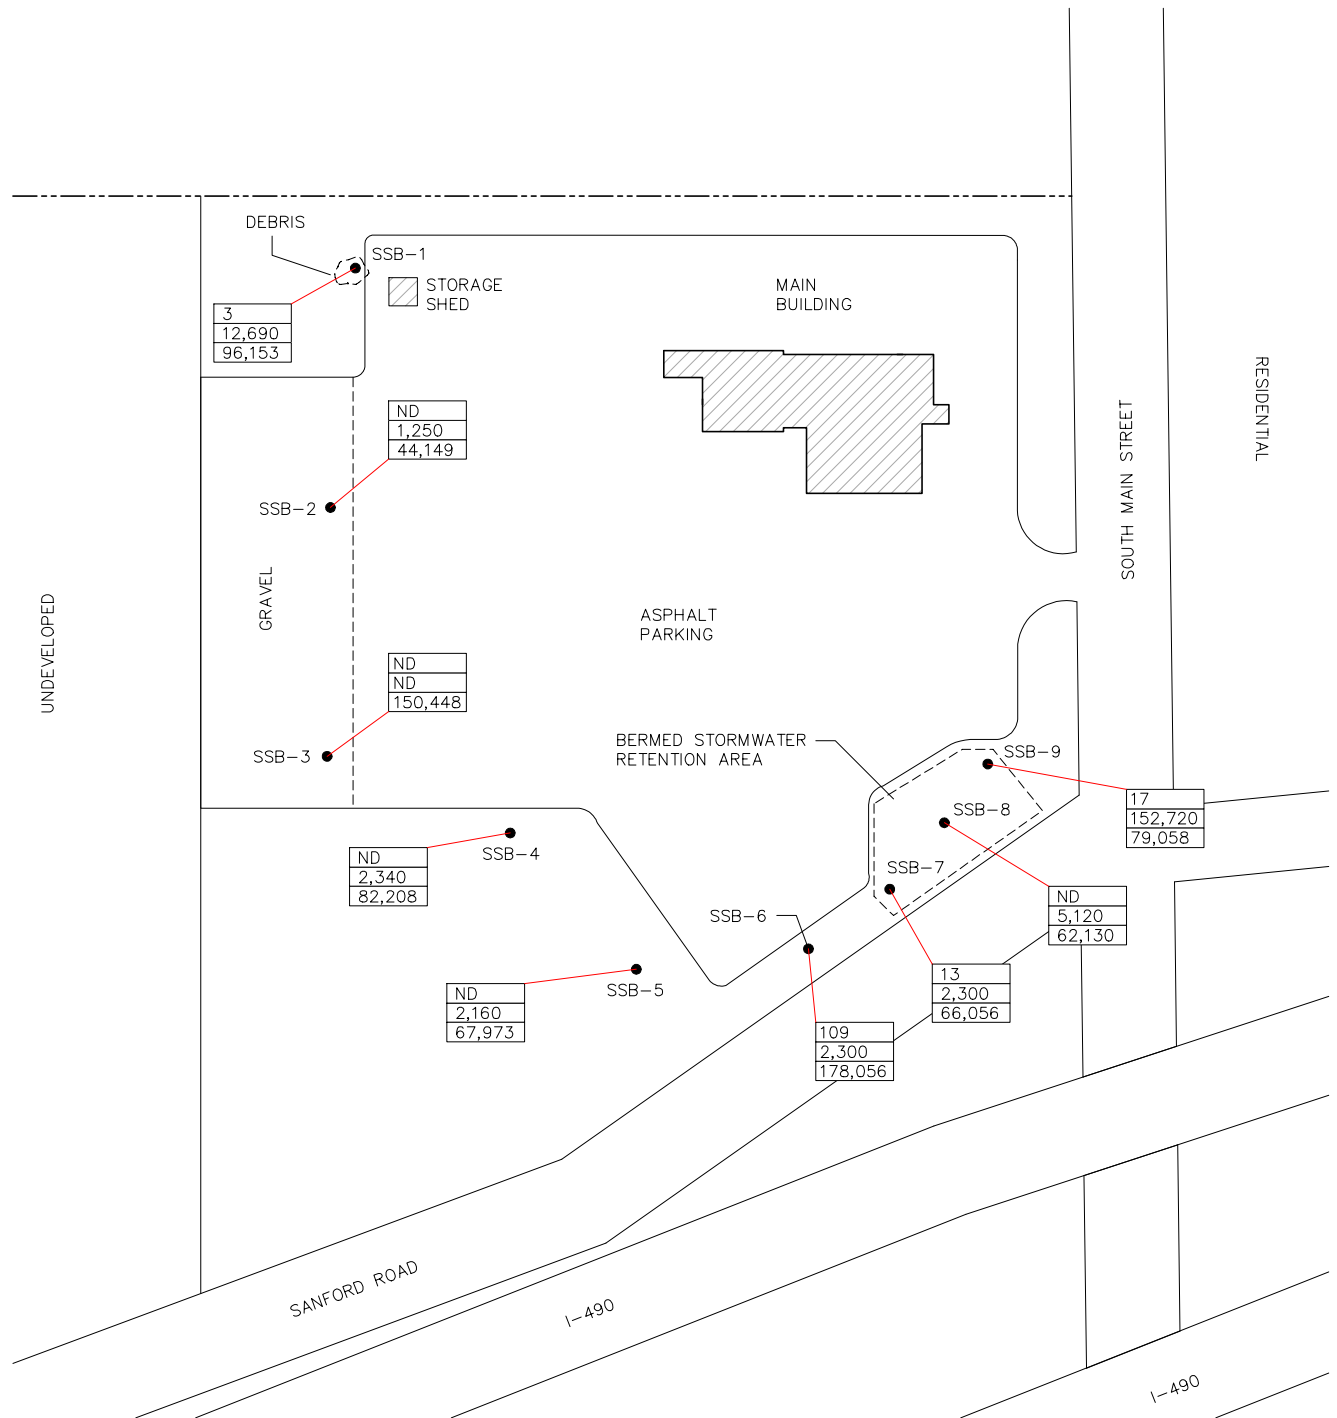 DEBRIS
SSB-1
STORAGE
SHED
MAIN
BUILDING
3
12,690
96,153
RESIDENTIAL
SOUTH MAIN STREET
ND
1,250
44,149
SSB-2
GRAVEL
UNDEVELOPED
ASPHALT
PARKING
ND
ND
150,448
SSB-3
BERMED STORMWATER
RETENTION AREA
SSB-9
17
152,720
79,058
SSB-8
SSB-4
ND
2,340
82,208
SSB-7
ND
5,120
62,130
SSB-6
13
2,300
66,056
SSB-5
ND
2,160
67,973
109
2,300
178,056
SANFORD ROAD
I-490
I-490